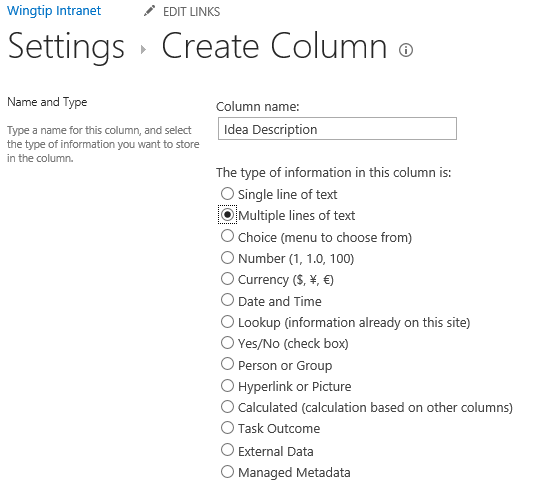 Wingtip Intranet
EDIT LINKS
Settings › Create Column
Name and Type
Type a name for this column, and select
the type of information you want to store
in the column.
Column name:
Idea Description
The type of information in this column is:
Single line of text
Multiple lines of text
Choice (menu to choose from)
Number (1, 1.0, 100)
Currency ($, ¥, €)
Date and Time
Lookup (information already on this site)
Yes/No (check box)
Person or Group
Hyperlink or Picture
Calculated (calculation based on other columns)
Task Outcome
External Data
Managed Metadata